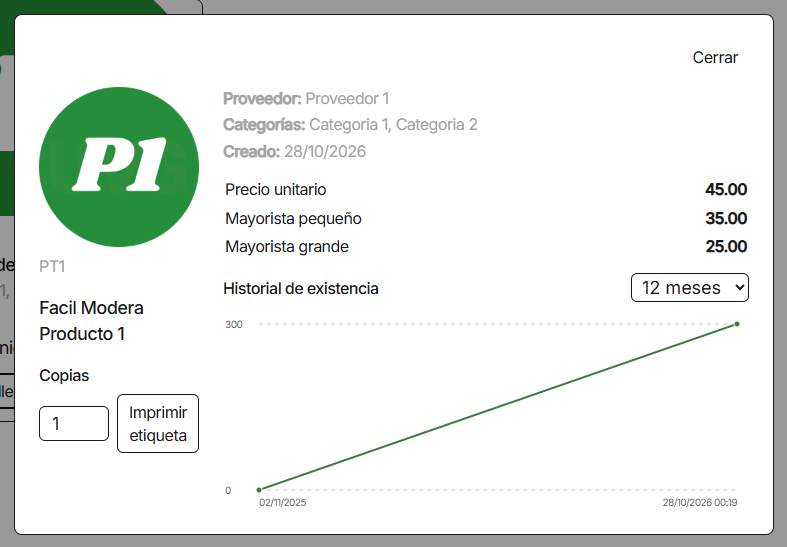 Cerrar
P1
Proveedor: Proveedor 1
Categorías: Categoria 1, Categoria 2
Creado: 28/10/2026
Precio unitario 45.00
Mayorista pequeño 35.00
Mayorista grande 25.00
PT1
Facil Modera
Producto 1
Copias
1
Imprimir
etiqueta
Historial de existencia 12 meses
300
0
02/11/2025 28/10/2026 00:19